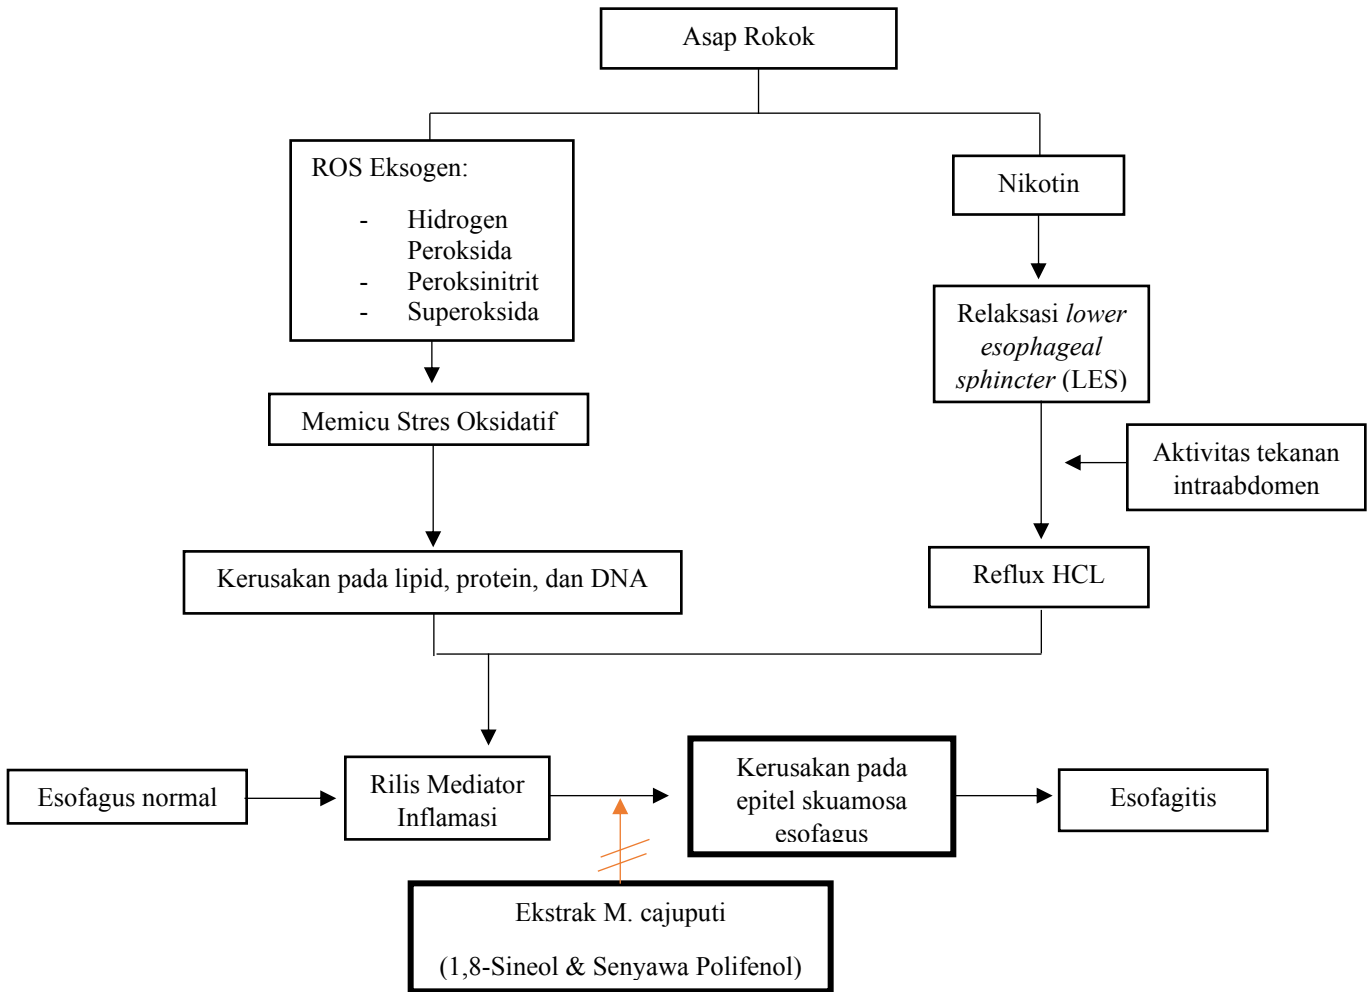 Asap Rokok
ROS Eksogen:
- Hidrogen
Peroksida
- Peroksinitrit
- Superoksida
Nikotin
Relaksasi lower
esophageal
sphincter (LES)
Memicu Stres Oksidatif
Aktivitas tekanan
intraabdomen
Kerusakan pada lipid, protein, dan DNA
Reflux HCL
Esofagus normal
Rilis Mediator
Inflamasi
Kerusakan pada
epitel skuamosa
esofagus
Esofagitis
Ekstrak M. cajuputi
(1,8-Sineol & Senyawa Polifenol)